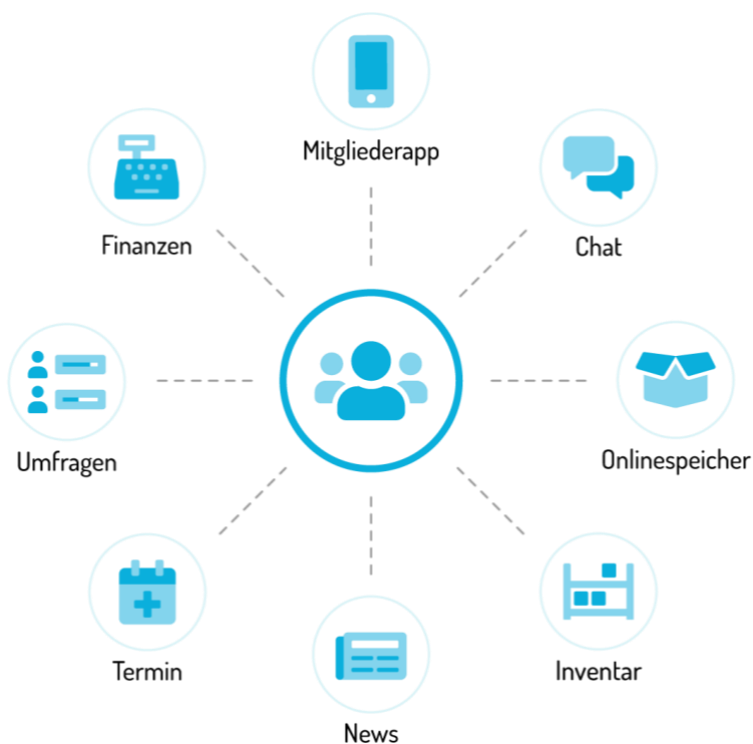 Mitgliederapp
Finanzen
Chat
Umfragen
Onlinespeicher
Termin
Inventar
News